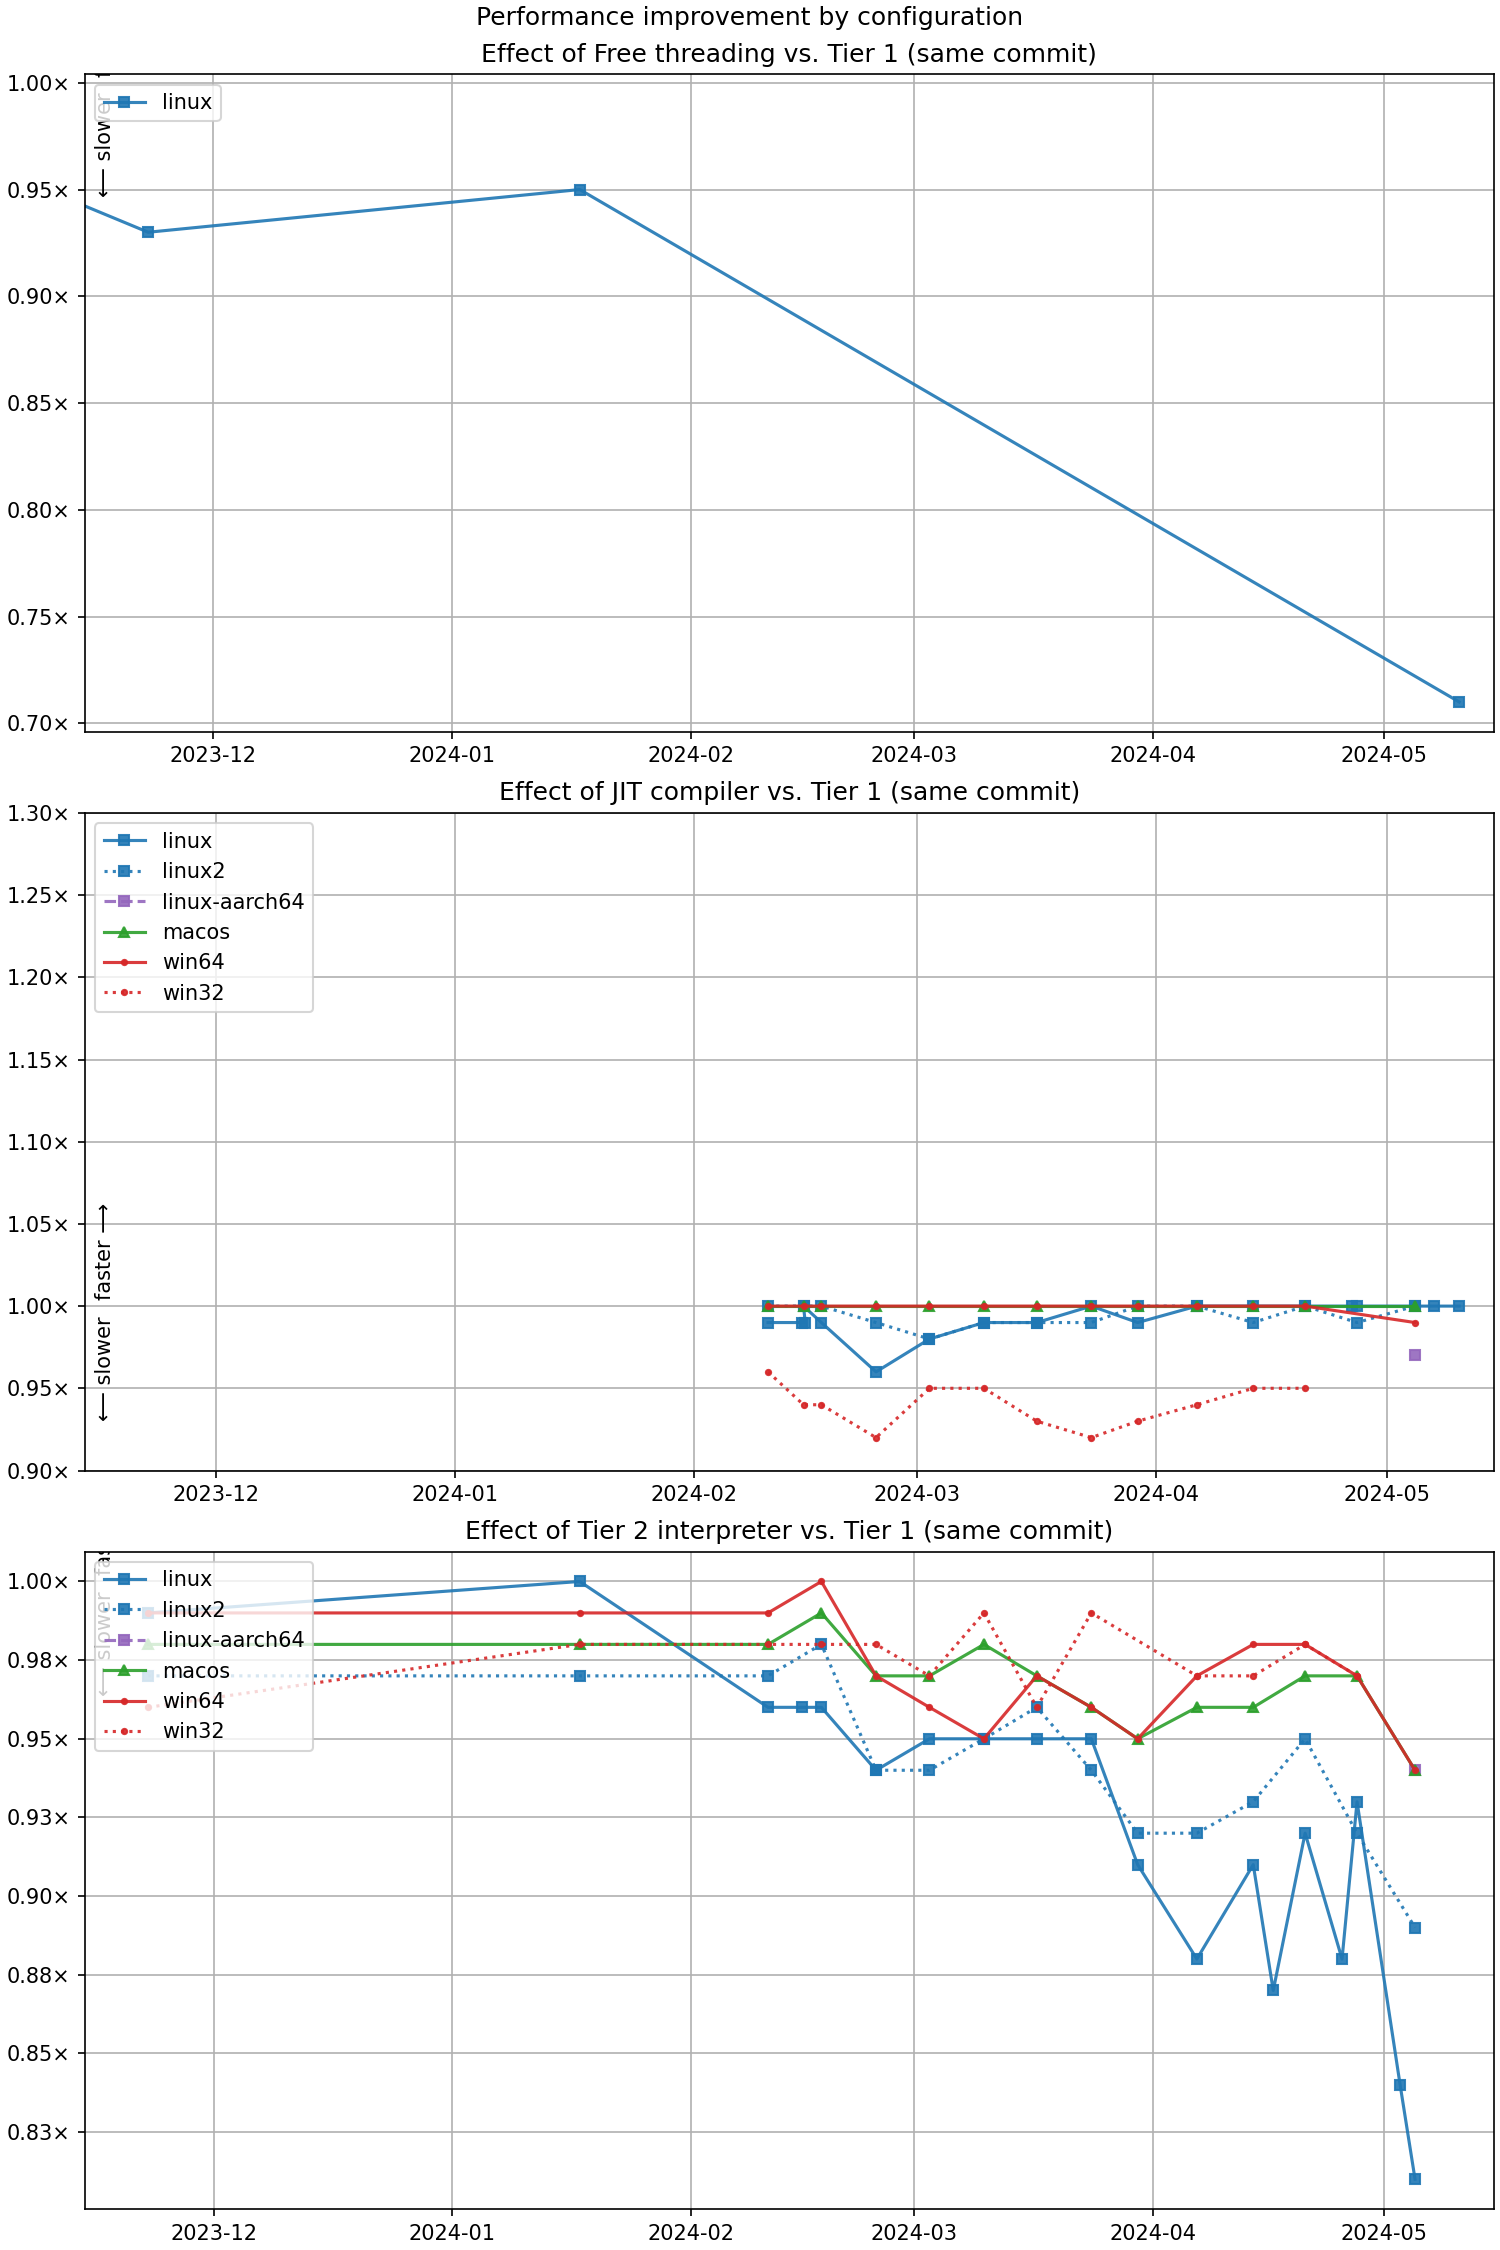 Performance improvement by configuration
Effect of Free threading vs. Tier 1 (same commit)
1.00×
0.95×
0.90×
0.85×
0.80×
0.75×
0.70×
← slower
linux
2023-12
2024-01
2024-02
2024-03
2024-04
2024-05
Effect of JIT compiler vs. Tier 1 (same commit)
1.30×
1.25×
1.20×
1.15×
1.10×
1.05×
1.00×
0.95×
0.90×
← slower faster →
linux
linux2
linux-aarch64
macos
win64
win32
2023-12
2024-01
2024-02
2024-03
2024-04
2024-05
Effect of Tier 2 interpreter vs. Tier 1 (same commit)
1.00×
0.98×
0.95×
0.93×
0.90×
0.88×
0.85×
0.83×
← slower
linux
linux2
linux-aarch64
macos
win64
win32
2023-12
2024-01
2024-02
2024-03
2024-04
2024-05